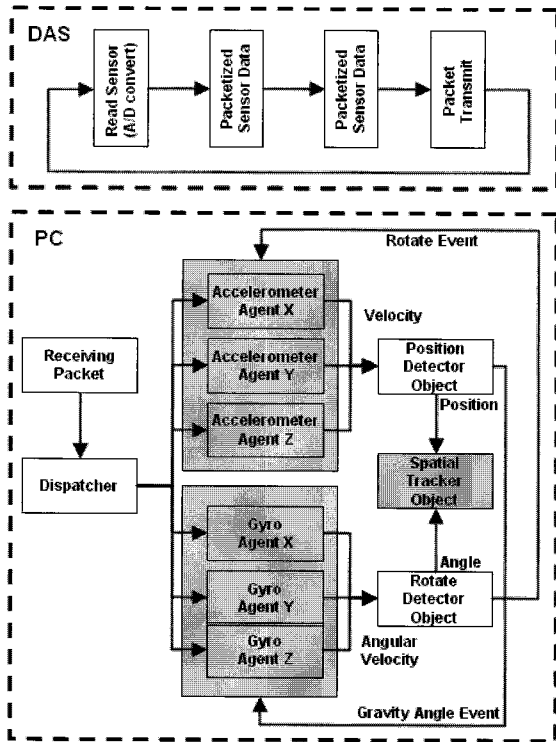 DAS
Read Sensor
(A/D convert)
Packetized
Sensor Data
Packetized
Sensor Data
Packet
Transmit
PC
Rotate Event
Accelerometer
Agent X
Velocity
Receiving
Packet
Accelerometer
Agent Y
Position
Detector
Object
Accelerometer
Agent Z
Position
Dispatcher
Spatial
Tracker
Object
Gyro
Agent X
Angle
Gyro
Agent Y
Rotate
Detector
Object
Gyro
Agent Z
Angular
Velocity
Gravity Angle Event